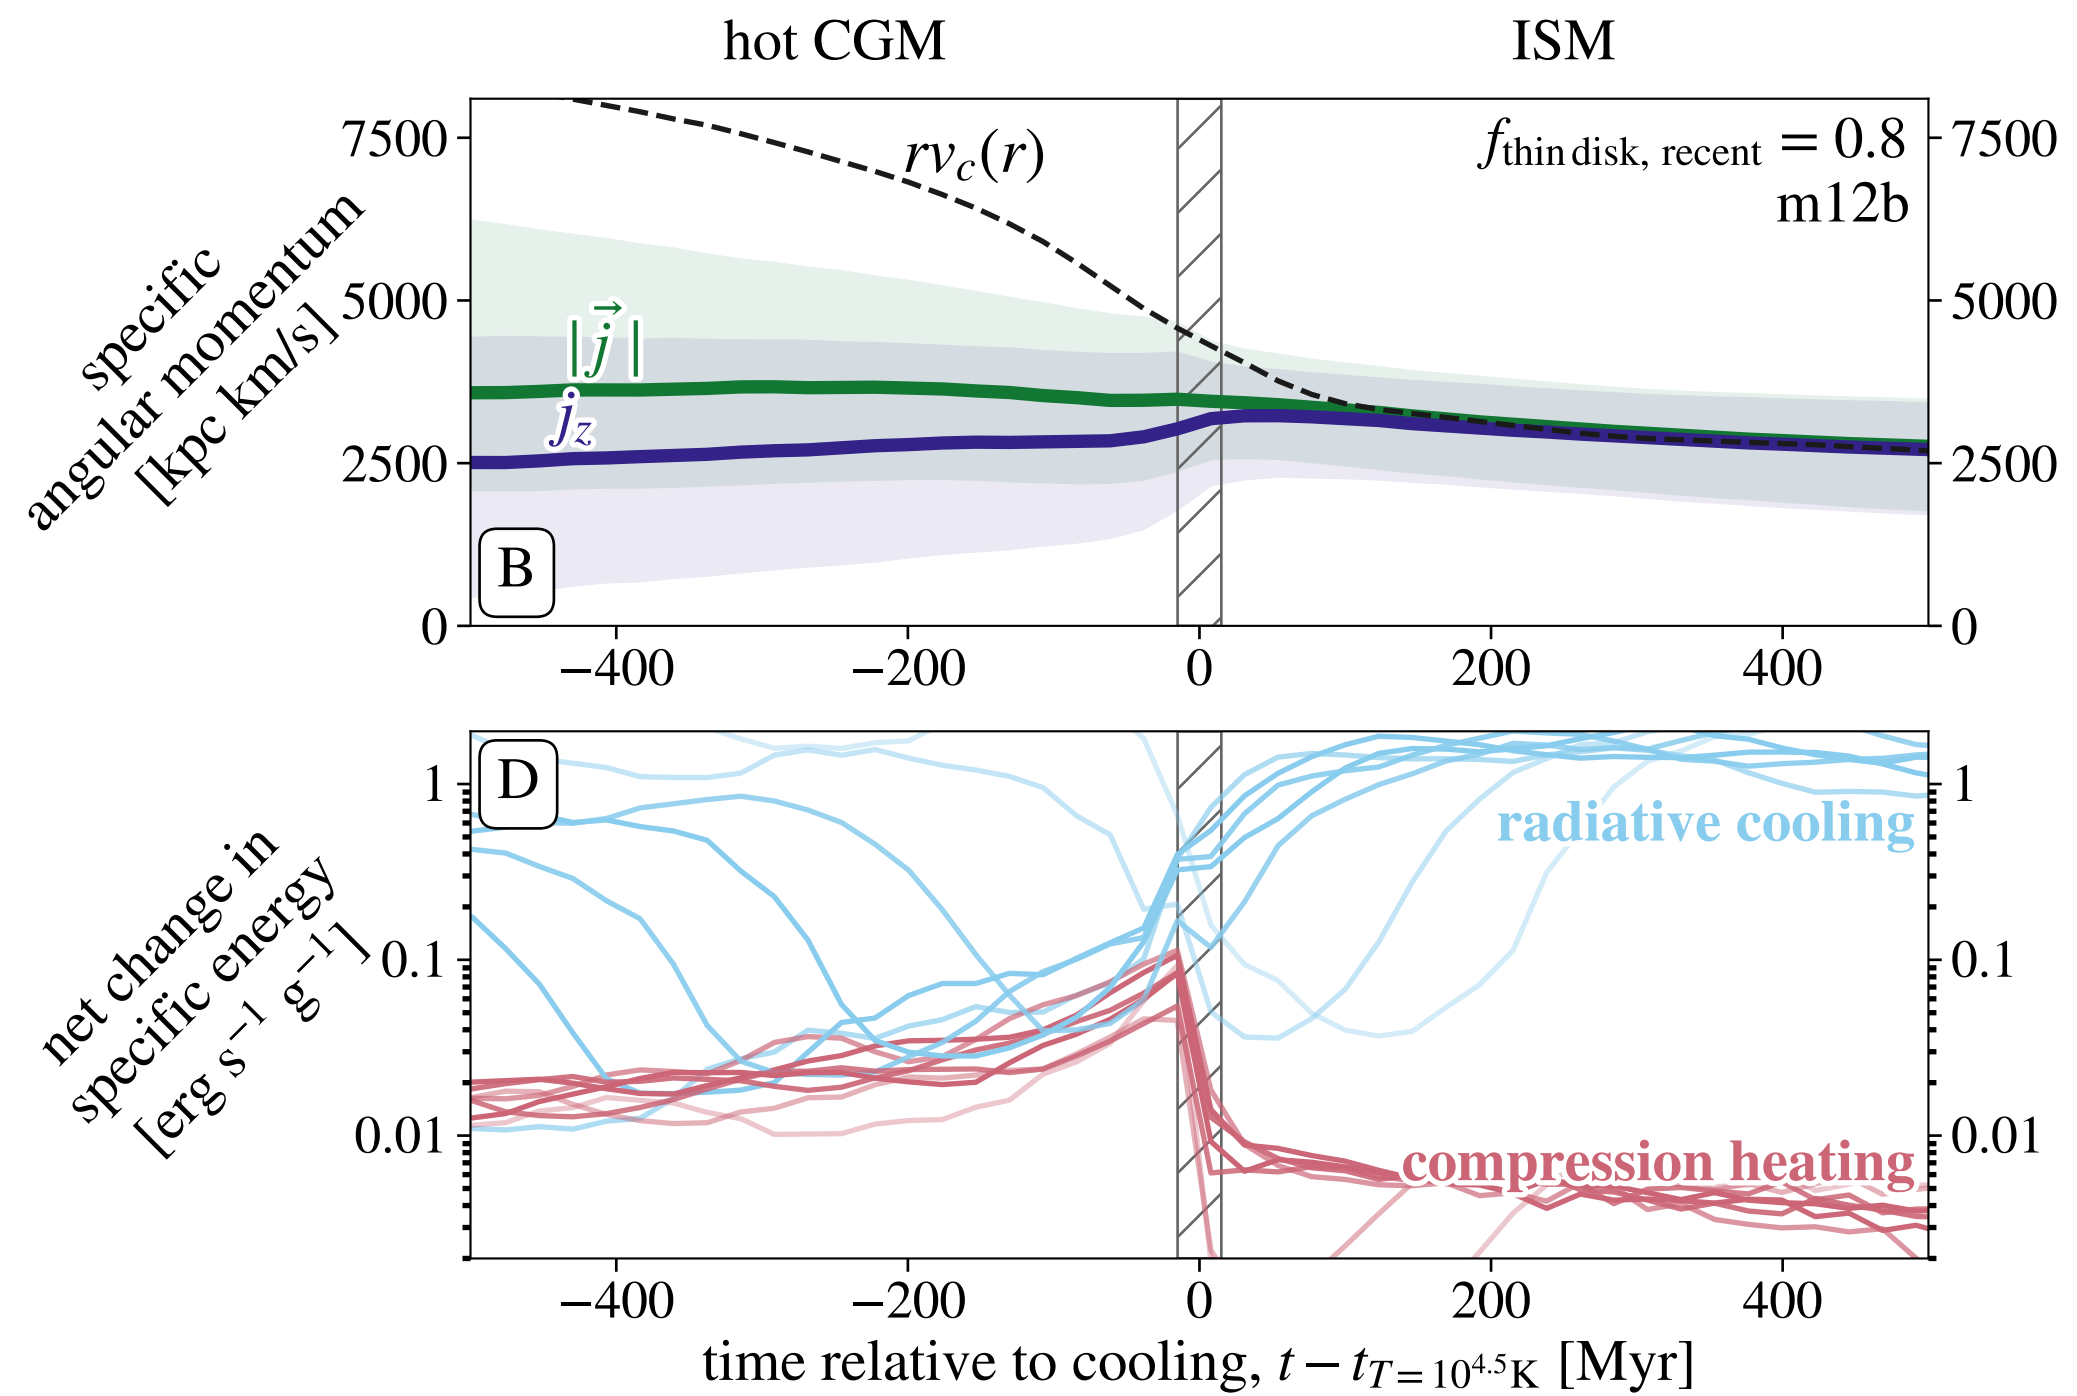 hot CGM
ISM
specific
angular momentum
[kpc km/s]
7500
5000
2500
0
rv_c(r)
f_thin disk, recent = 0.8
m12b
|j⃗|
j_z
B
7500
5000
2500
0
−400
−200
0
200
400
net change in
specific energy
[erg s⁻¹ g⁻¹]
1
0.1
0.01
D
radiative cooling
compression heating
1
0.1
0.01
−400
−200
0
200
400
time relative to cooling, t − t_{T = 10^{4.5}K} [Myr]